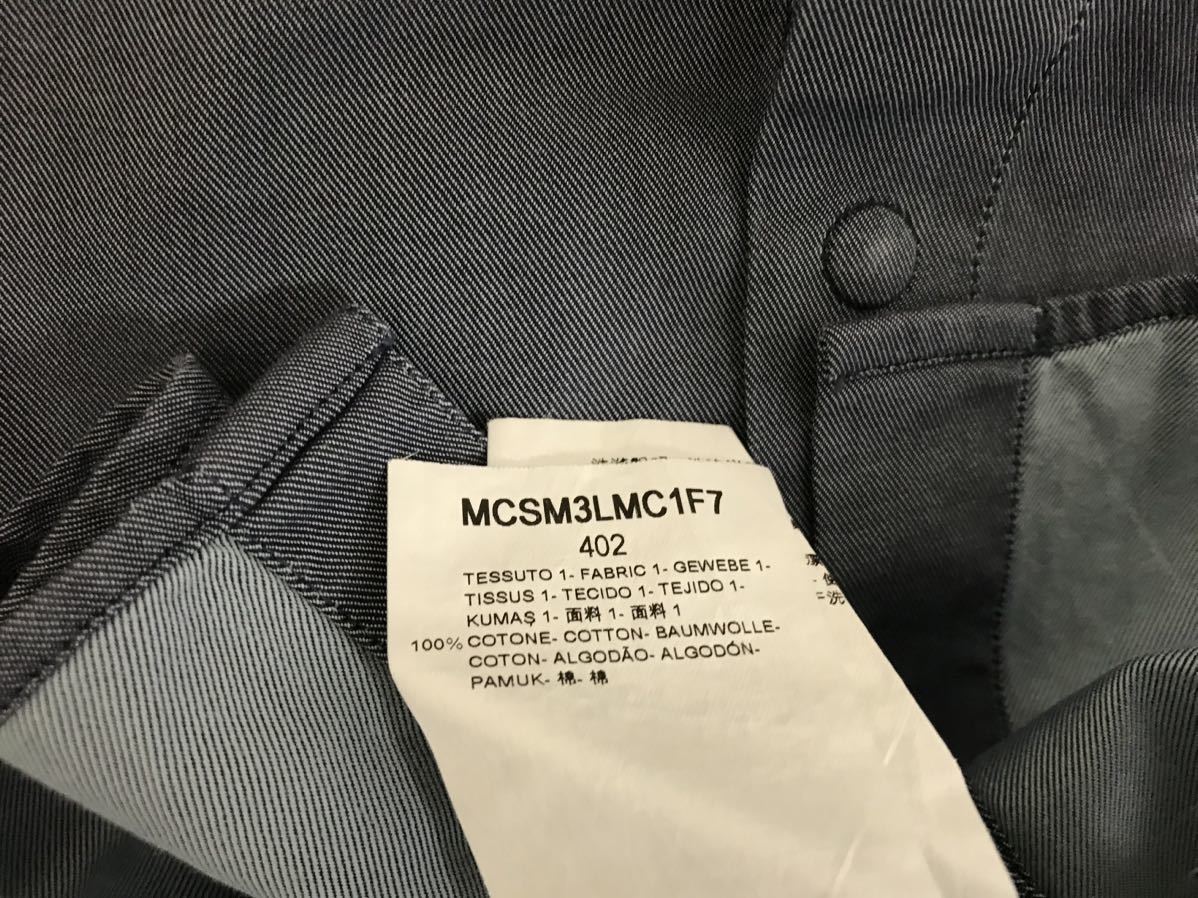 MCSM3LMC1F7
402
TESSUTO 1- FABRIC 1- GEWEBE 1-
TISSUS 1- TECIDO 1- TEJIDO 1-
KUMAŞ 1- 面料 1- 面料 1
100% COTONE- COTTON- BAUMWOLLE-
COTON- ALGODÃO- ALGODÓN-
PAMUK- 棉- 棉